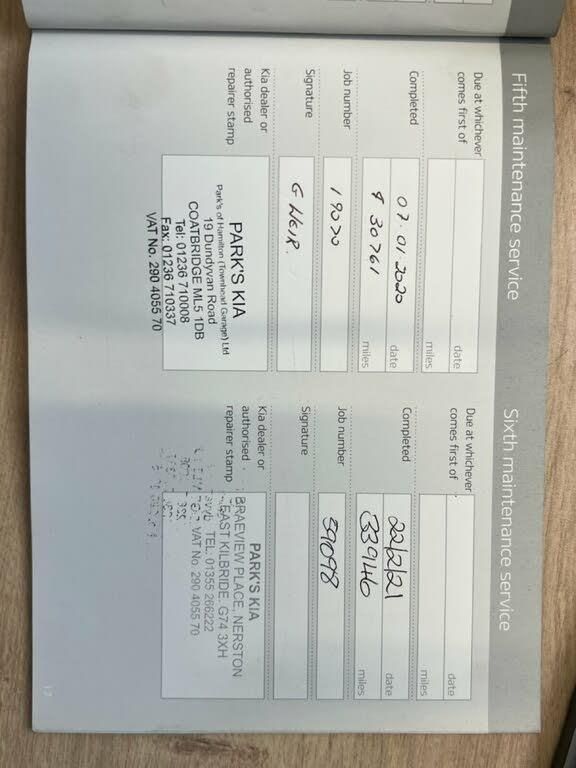 Fifth maintenance service
Due at whichever
comes first of
date
miles
Completed
07.01.2020
date
30761
miles
Job number
19070
Signature
G WEIR.
Kia dealer or
authorised
repairer stamp
PARK'S KIA
Park's of Hamilton (Townhead Garage) Ltd
19 Dundyvan Road
COATBRIDGE ML5 1DB
Tel: 01236 710008
Fax: 01236 710337
VAT No. 290 4055 70
Sixth maintenance service
Due at whichever
comes first of
date
miles
Completed
22/2/21
date
33946
miles
Job number
59098
Signature
Kia dealer or
authorised
repairer stamp
PARK'S KIA
BRAEVIEW PLACE, NERSTON
EAST KILBRIDE, G74 3XH
TEL: 01355 266222
VAT No. 290 4055 70
17